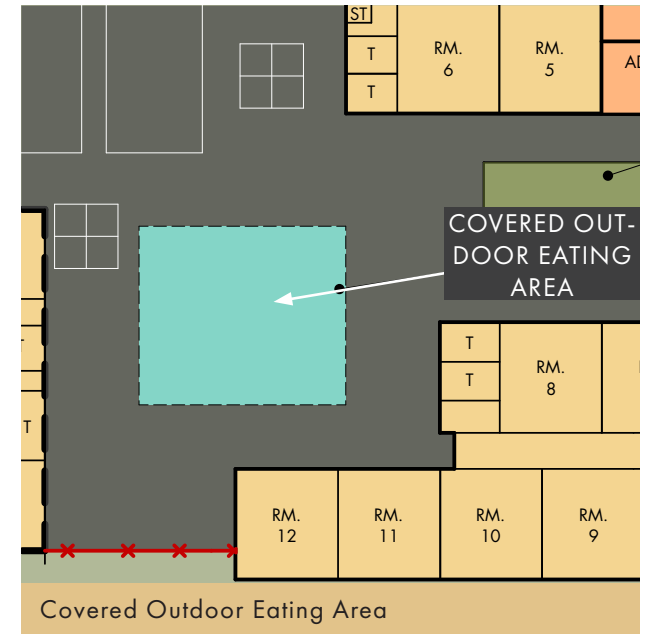 ST
T
T
RM.
6
RM.
5
COVERED OUT-
DOOR EATING
AREA
T
T
RM.
8
T
RM.
12
RM.
11
RM.
10
RM.
9
Covered Outdoor Eating Area